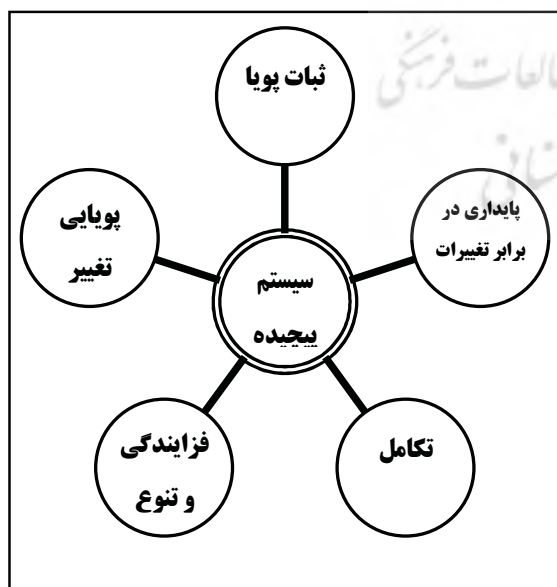 ثبات پویا
پایداری در
برابر تغییرات
پویایی
تغییر
سیستم
پیچیده
تکامل
فزایندگی
و تنوع